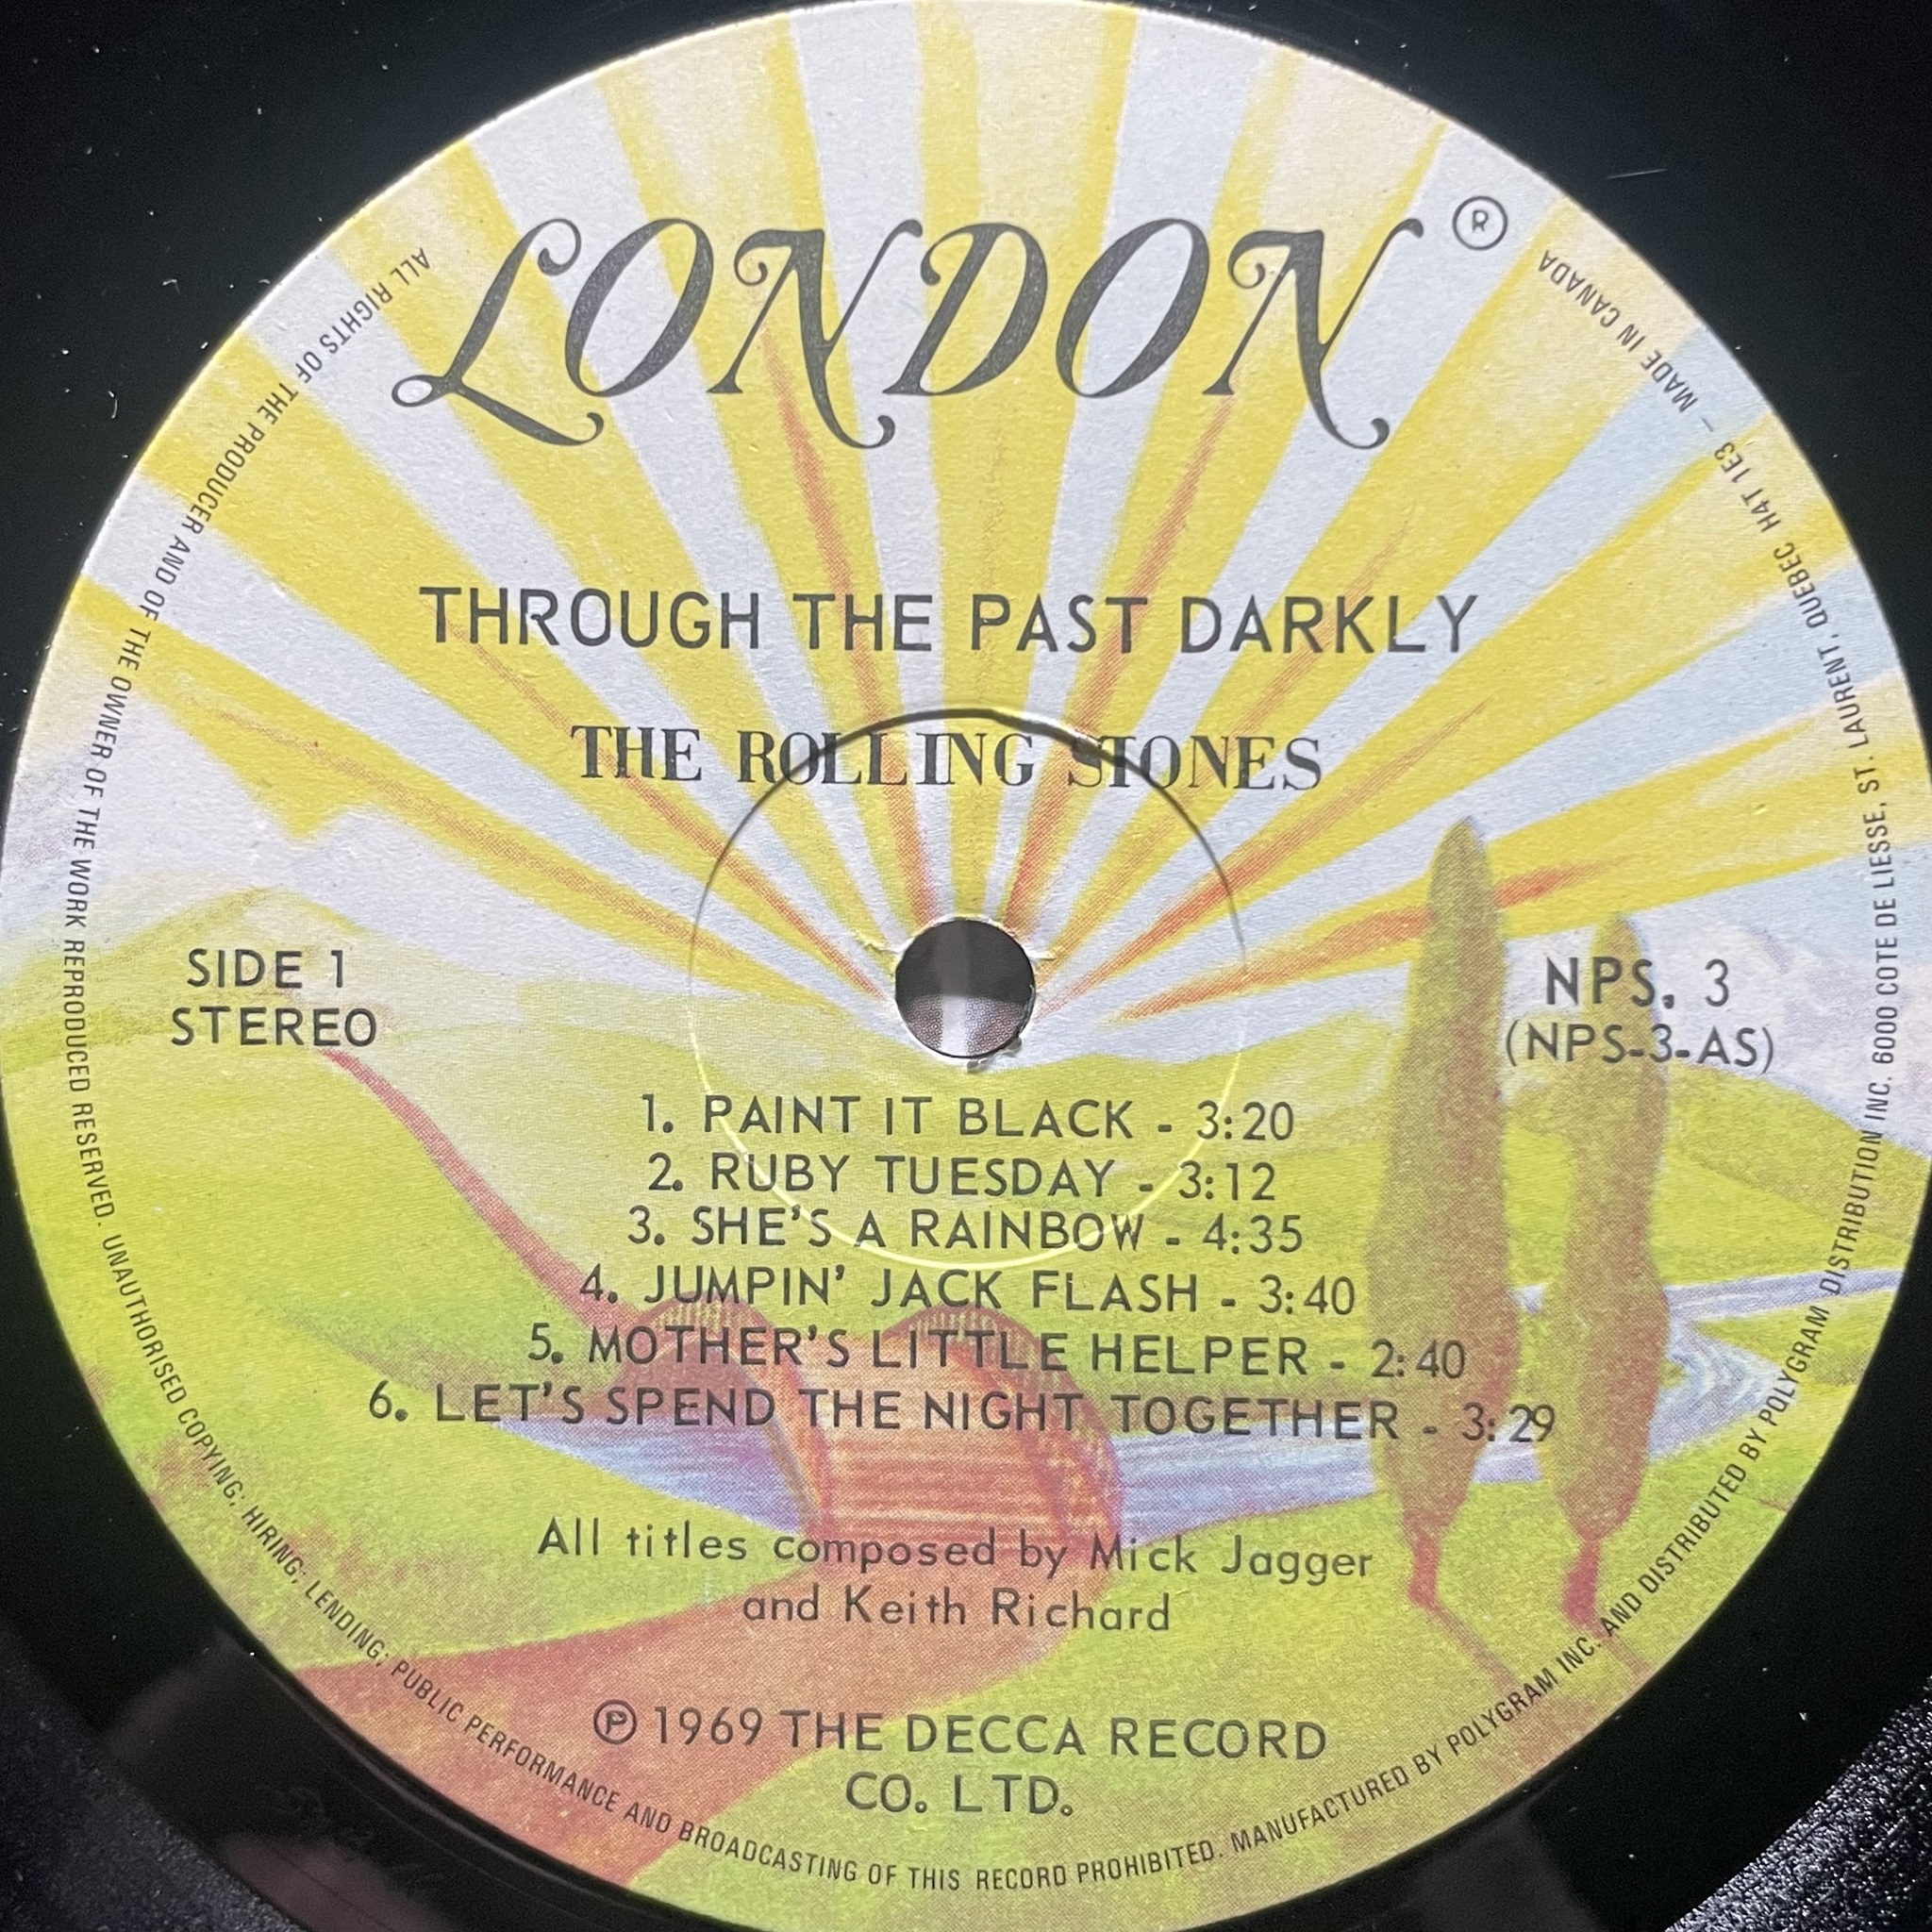 LONDON ®
THROUGH THE PAST DARKLY
THE ROLLING STONES
SIDE 1
STEREO
NPS. 3
(NPS-3-AS)
1. PAINT IT BLACK - 3:20
2. RUBY TUESDAY - 3:12
3. SHE'S A RAINBOW - 4:35
4. JUMPIN' JACK FLASH - 3:40
5. MOTHER'S LITTLE HELPER - 2:40
6. LET'S SPEND THE NIGHT TOGETHER - 3:29
All titles composed by Mick Jagger
and Keith Richard
℗ 1969 THE DECCA RECORD
CO. LTD.
ALL RIGHTS OF THE PRODUCER AND OF THE OWNER OF THE WORK REPRODUCED RESERVED. UNAUTHORISED COPYING; HIRING; LENDING; PUBLIC PERFORMANCE AND BROADCASTING OF THIS RECORD PROHIBITED. MANUFACTURED BY POLYGRAM INC. AND DISTRIBUTED BY POLYGRAM DISTRIBUTION INC. 6000 COTE DE LIESSE, ST. LAURENT, QUEBEC H4T 1E3 – MADE IN CANADA